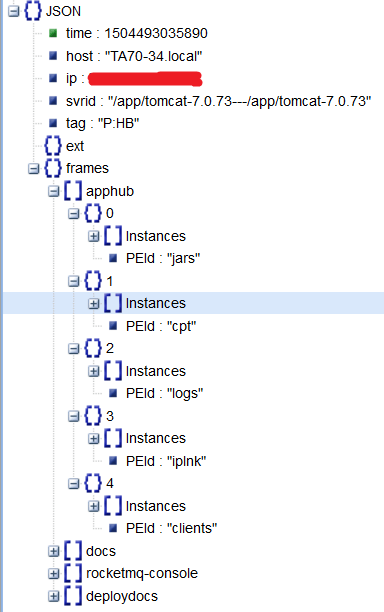 JSON
time : 1504493035890
host : "TA70-34.local"
ip :
svrid : "/app/tomcat-7.0.73---/app/tomcat-7.0.73"
tag : "P:HB"
ext
frames
apphub
0
Instances
PEId : "jars"
1
Instances
PEId : "cpt"
2
Instances
PEId : "logs"
3
Instances
PEId : "iplnk"
4
Instances
PEId : "clients"
docs
rocketmq-console
deploydocs